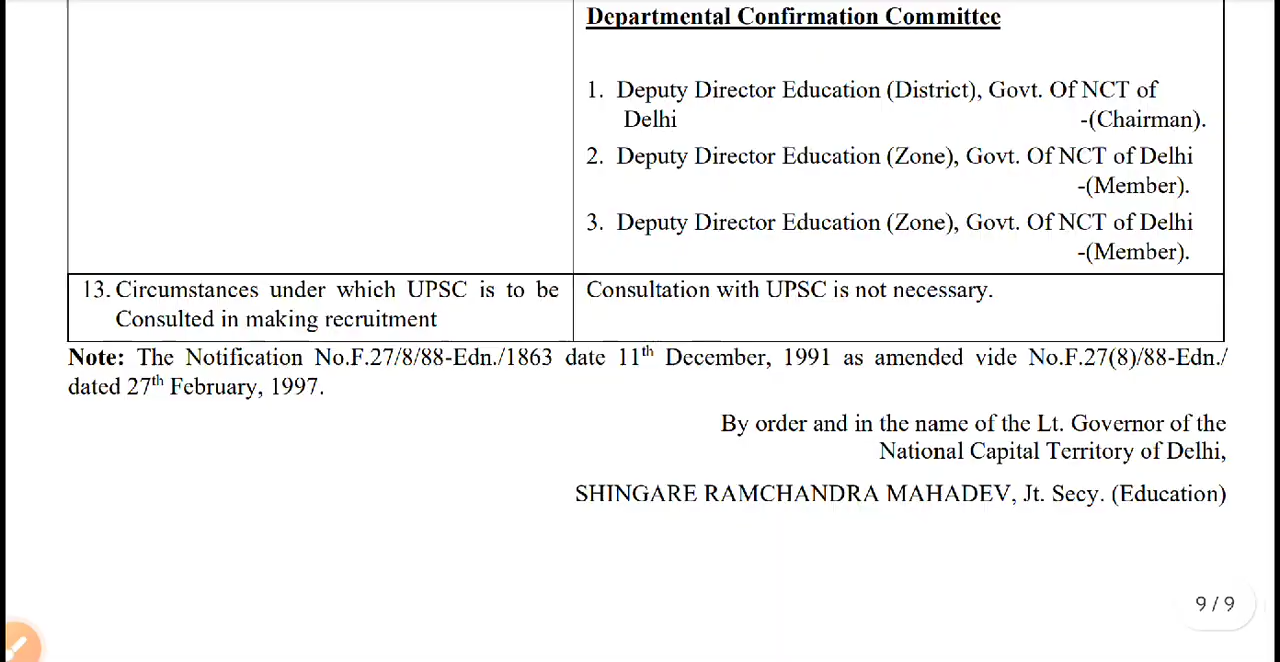 Departmental Confirmation Committee
1. Deputy Director Education (District), Govt. Of NCT of
Delhi -(Chairman).
2. Deputy Director Education (Zone), Govt. Of NCT of Delhi
-(Member).
3. Deputy Director Education (Zone), Govt. Of NCT of Delhi
-(Member).
13. Circumstances under which UPSC is to be
Consulted in making recruitment
Consultation with UPSC is not necessary.
Note: The Notification No.F.27/8/88-Edn./1863 date 11th December, 1991 as amended vide No.F.27(8)/88-Edn./
dated 27th February, 1997.
By order and in the name of the Lt. Governor of the
National Capital Territory of Delhi,
SHINGARE RAMCHANDRA MAHADEV, Jt. Secy. (Education)
9 / 9